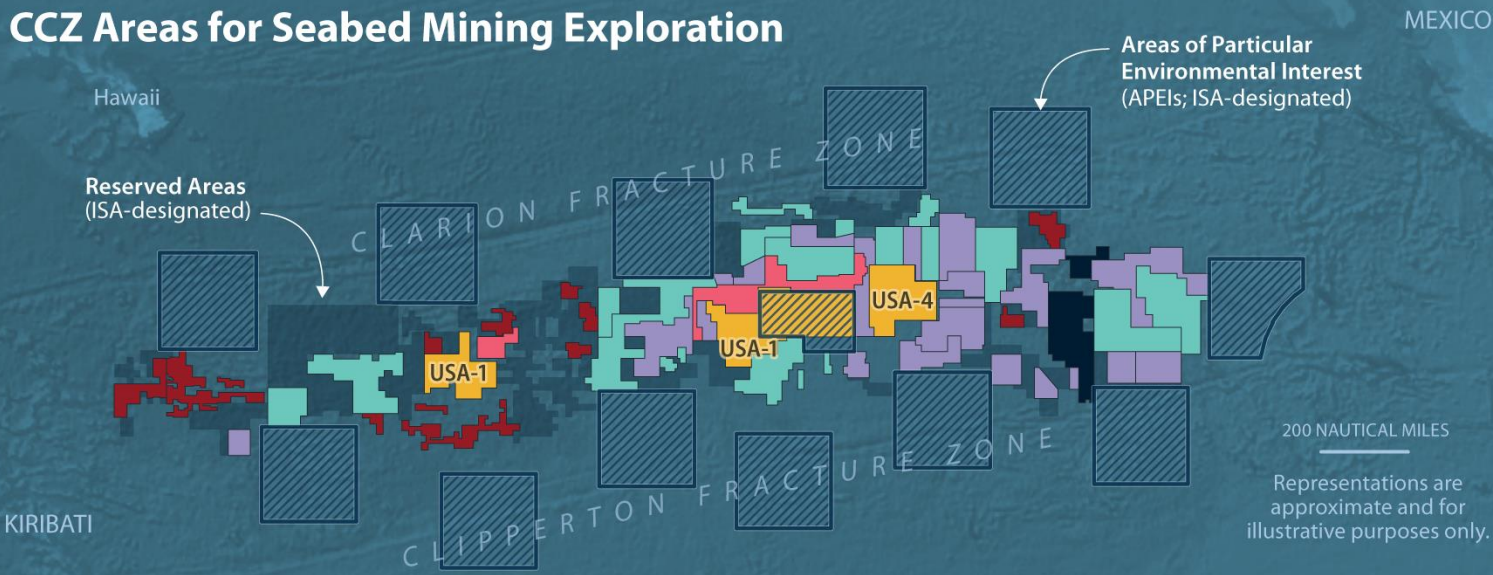 CCZ Areas for Seabed Mining Exploration
MEXICO
Areas of Particular
Environmental Interest
(APEIs; ISA-designated)
Hawaii
CLARION FRACTURE ZONE
Reserved Areas
(ISA-designated)
USA-4
USA-1
USA-1
200 NAUTICAL MILES
CLIPPERTON FRACTURE ZONE
Representations are
approximate and for
illustrative purposes only.
KIRIBATI